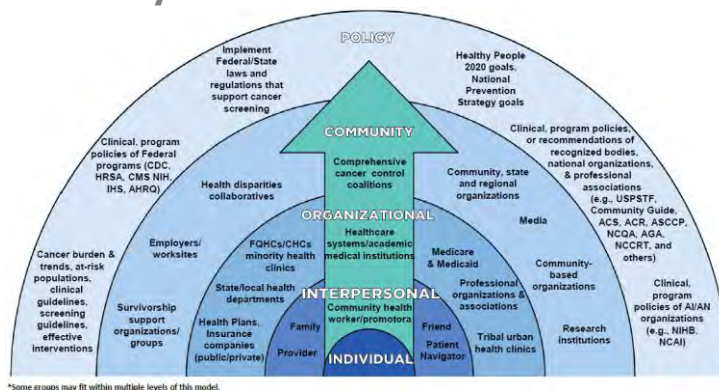 POLICY
Implement
Federal/State
laws and
regulations that
support cancer
screening
Healthy People
2020 goals,
National
Prevention
Strategy goals
Clinical, program
policies of Federal
programs (CDC,
HRSA, CMS NIH,
IHS, AHRQ)
Clinical, program policies,
or recommendations of
recognized bodies,
national organizations,
& professional
associations
(e.g., USPSTF,
Community Guide,
ACS, ACR, ASCCP,
NCQA, AGA,
NCCRT, and
others)
Cancer burden &
trends, at-risk
populations,
clinical
guidelines,
screening
guidelines,
effective
interventions
Clinical,
program
policies of AI/AN
organizations
(e.g., NIHB,
NCAI)
COMMUNITY
Comprehensive
cancer control
coalitions
Health disparities
collaboratives
Community, state
and regional
organizations
Media
Employers/
worksites
Community-
based
organizations
Survivorship
support
organizations/
groups
Research
institutions
ORGANIZATIONAL
Healthcare
systems/academic
medical institutions
FQHCs/CHCs
minority health
clinics
Medicare
& Medicaid
State/local health
departments
Professional
organizations &
associations
Health Plans,
Insurance
companies
(public/private)
Tribal urban
health clinics
INTERPERSONAL
Community health
worker/promotora
Family
Friend
Provider
Patient
Navigator
INDIVIDUAL
*Some groups may fit within multiple levels of this model.